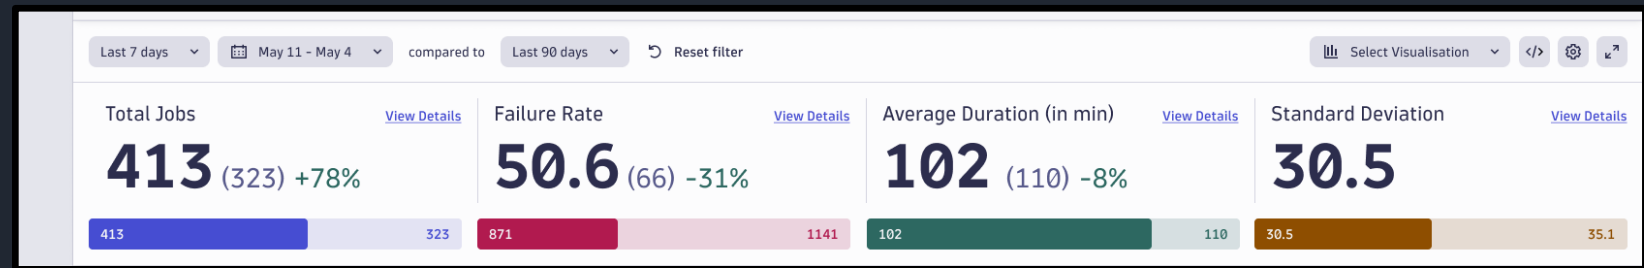 Last 7 days May 11 - May 4 compared to Last 90 days Reset filter Select Visualisation </>
Total Jobs View Details
413 (323) +78%
413 323
Failure Rate View Details
50.6 (66) -31%
871 1141
Average Duration (in min) View Details
102 (110) -8%
102 110
Standard Deviation View Details
30.5
30.5 35.1